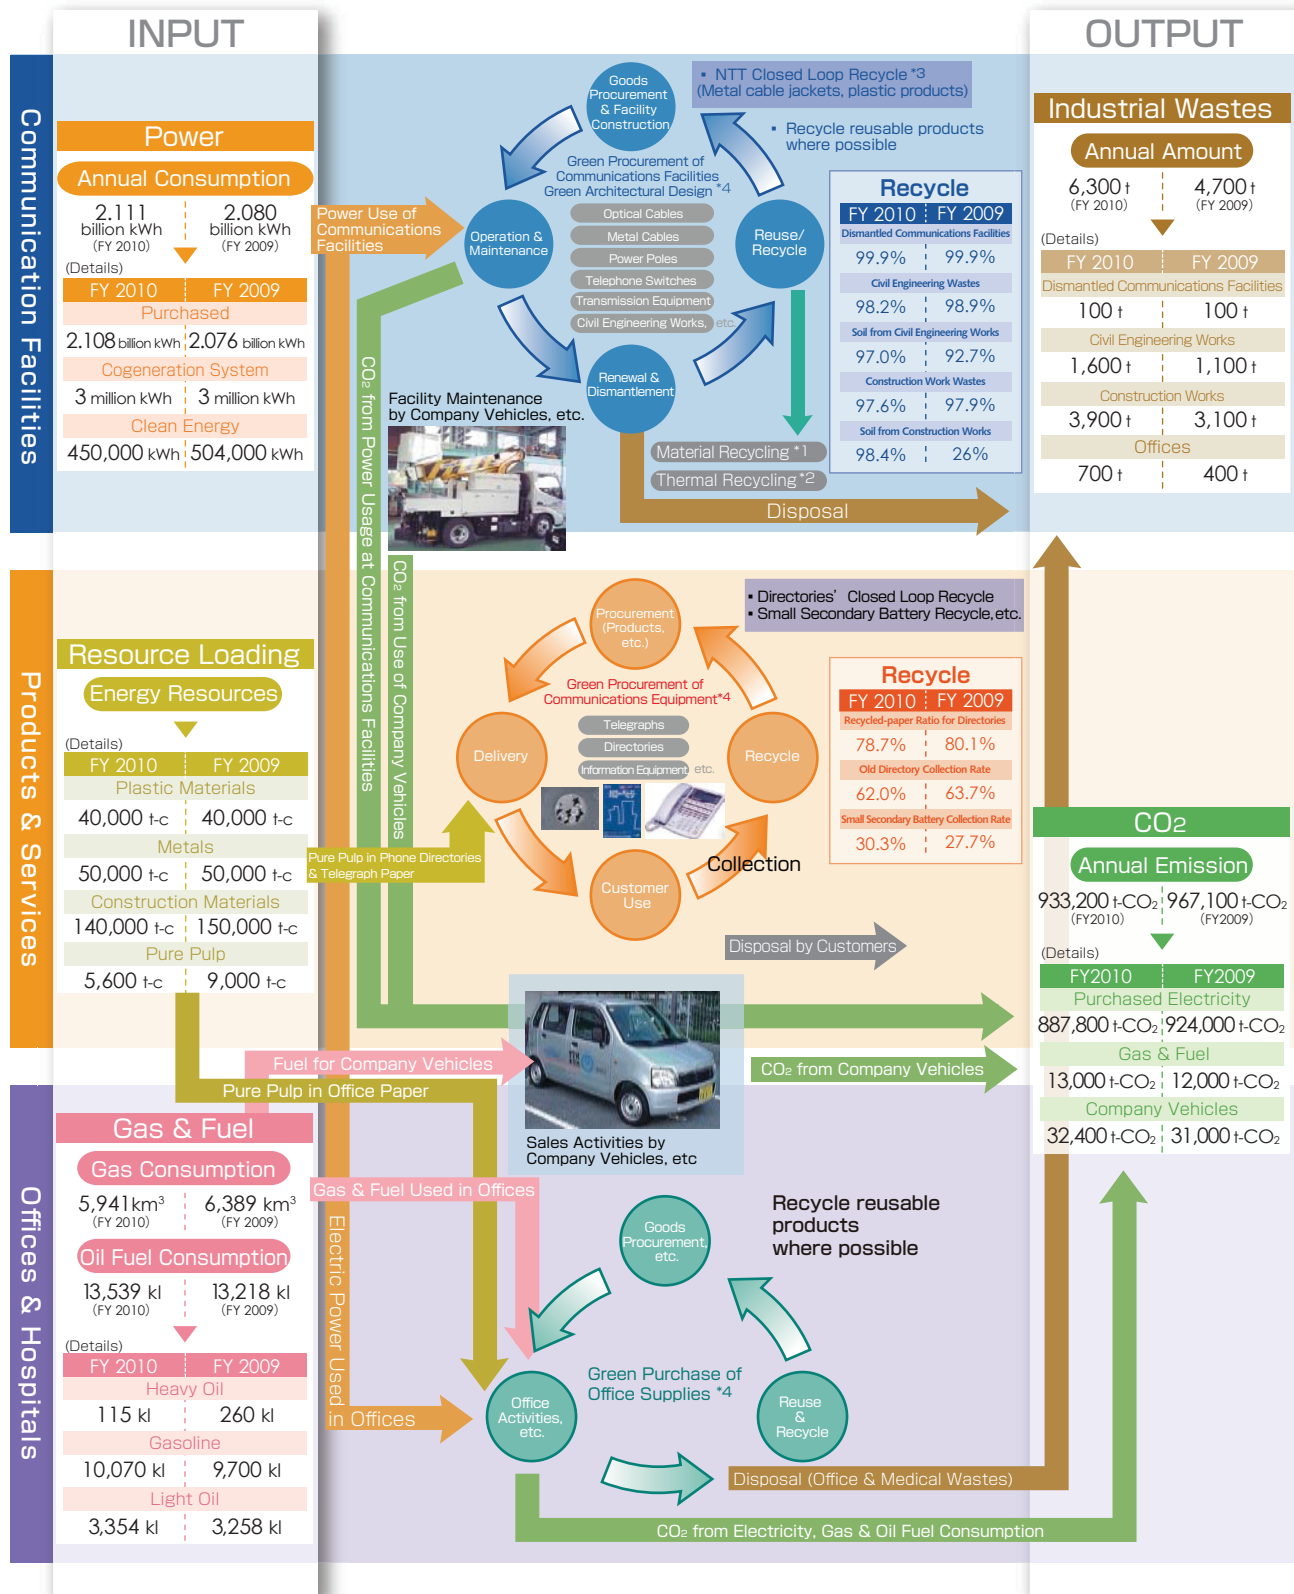 INPUT
OUTPUT
Communication Facilities
Power
Annual Consumption
2.111 2.080
billion kWh billion kWh
(FY 2010) (FY 2009)
(Details)
FY 2010 FY 2009
Purchased
2.108 billion kWh 2.076 billion kWh
Cogeneration System
3 million kWh 3 million kWh
Clean Energy
450,000 kWh 504,000 kWh
Power Use of
Communications
Facilities
Goods
Procurement
& Facility
Construction
▪ NTT Closed Loop Recycle *3
(Metal cable jackets, plastic products)
▪ Recycle reusable products
where possible
Green Procurement of
Communications Facilities
Green Architectural Design *4
Operation &
Maintenance
Optical Cables
Metal Cables
Power Poles
Telephone Switches
Transmission Equipment
Civil Engineering Works, etc.
Reuse/
Recycle
Renewal &
Dismantlement
Facility Maintenance
by Company Vehicles, etc.
Material Recycling *1
Thermal Recycling *2
Disposal
Recycle
FY 2010 FY 2009
Dismantled Communications Facilities
99.9% 99.9%
Civil Engineering Wastes
98.2% 98.9%
Soil from Civil Engineering Works
97.0% 92.7%
Construction Work Wastes
97.6% 97.9%
Soil from Construction Works
98.4% 26%
Industrial Wastes
Annual Amount
6,300 t 4,700 t
(FY 2010) (FY 2009)
(Details)
FY 2010 FY 2009
Dismantled Communications Facilities
100 t 100 t
Civil Engineering Works
1,600 t 1,100 t
Construction Works
3,900 t 3,100 t
Offices
700 t 400 t
CO2 from Power Usage at Communications Facilities
CO2 from Use of Company Vehicles
Products & Services
Resource Loading
Energy Resources
(Details)
FY 2010 FY 2009
Plastic Materials
40,000 t-c 40,000 t-c
Metals
50,000 t-c 50,000 t-c
Construction Materials
140,000 t-c 150,000 t-c
Pure Pulp
5,600 t-c 9,000 t-c
Pure Pulp in Phone Directories
& Telegraph Paper
Procurement
(Products,
etc.)
▪ Directories' Closed Loop Recycle
▪ Small Secondary Battery Recycle, etc.
Green Procurement of
Communications Equipment*4
Delivery
Telegraphs
Directories
Information Equipment, etc.
Recycle
Customer
Use
Collection
Disposal by Customers
Recycle
FY 2010 FY 2009
Recycled-paper Ratio for Directories
78.7% 80.1%
Old Directory Collection Rate
62.0% 63.7%
Small Secondary Battery Collection Rate
30.3% 27.7%
CO2
Annual Emission
933,200 t-CO2 967,100 t-CO2
(FY2010) (FY2009)
(Details)
FY2010 FY2009
Purchased Electricity
887,800 t-CO2 924,000 t-CO2
Gas & Fuel
13,000 t-CO2 12,000 t-CO2
Company Vehicles
32,400 t-CO2 31,000 t-CO2
Fuel for Company Vehicles
Pure Pulp in Office Paper
Sales Activities by
Company Vehicles, etc
CO2 from Company Vehicles
Offices & Hospitals
Gas & Fuel
Gas Consumption
5,941km³ 6,389 km³
(FY 2010) (FY 2009)
Oil Fuel Consumption
13,539 kl 13,218 kl
(FY 2010) (FY 2009)
(Details)
FY 2010 FY 2009
Heavy Oil
115 kl 260 kl
Gasoline
10,070 kl 9,700 kl
Light Oil
3,354 kl 3,258 kl
Gas & Fuel Used in Offices
Electric Power Used
in Offices
Goods
Procurement,
etc.
Recycle reusable
products
where possible
Green Purchase of
Office Supplies *4
Office
Activities,
etc.
Reuse
&
Recycle
Disposal (Office & Medical Wastes)
CO2 from Electricity, Gas & Oil Fuel Consumption